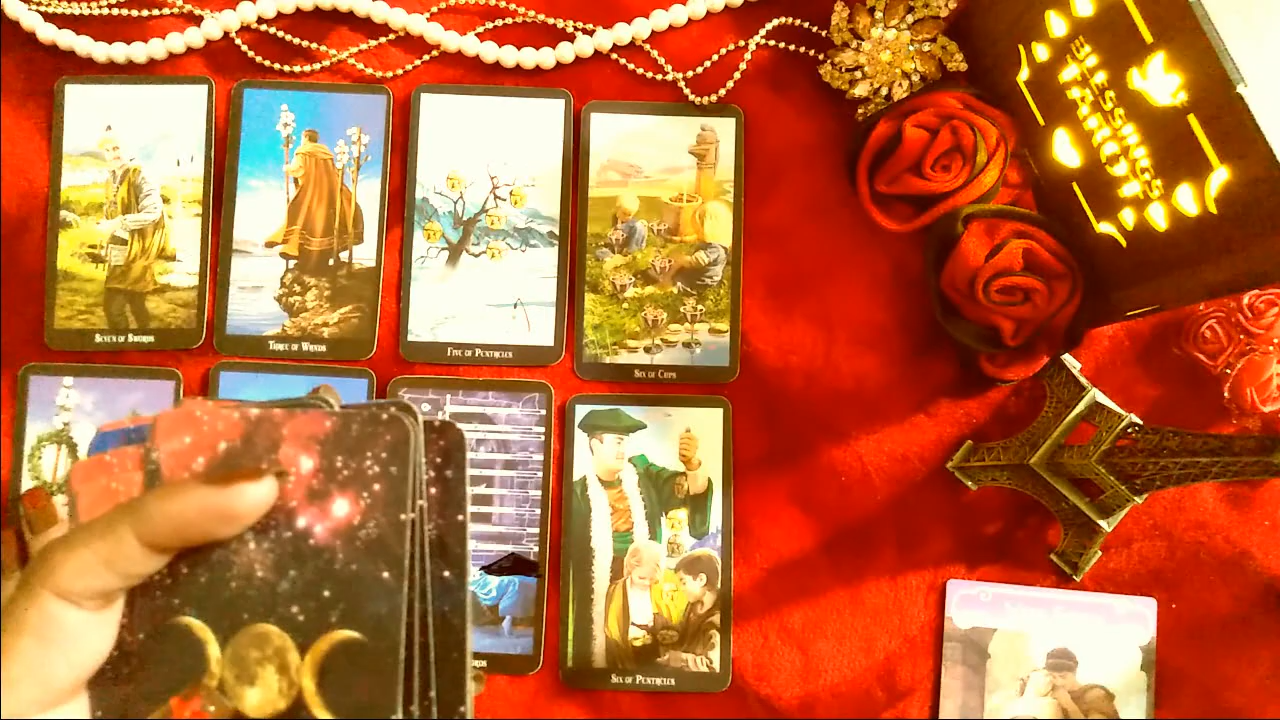 BLESSINGS
TAROT
Seven of Swords
Three of Wands
Five of Pentacles
Six of Cups
Six of Pentacles